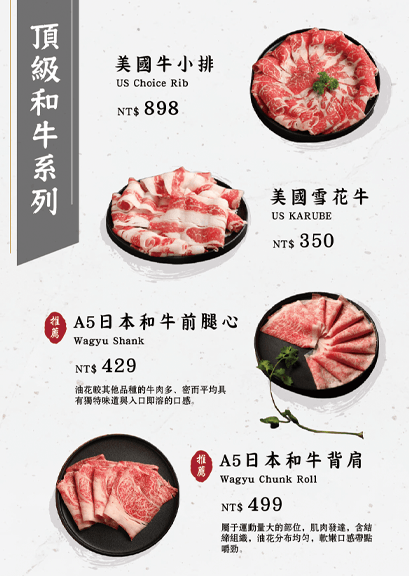 頂級和牛系列
美國牛小排
US Choice Rib
NT$ 898
美國雪花牛
US KARUBE
NT$ 350
推薦
A5日本和牛前腿心
Wagyu Shank
NT$ 429
油花較其他品種的牛肉多、密而平均具
有獨特味道與入口即溶的口感。
推薦
A5日本和牛背肩
Wagyu Chunk Roll
NT$ 499
屬于運動量大的部位，肌肉發達，含結
締組織，油花分布均勻，軟嫩口感帶點
嚼勁。